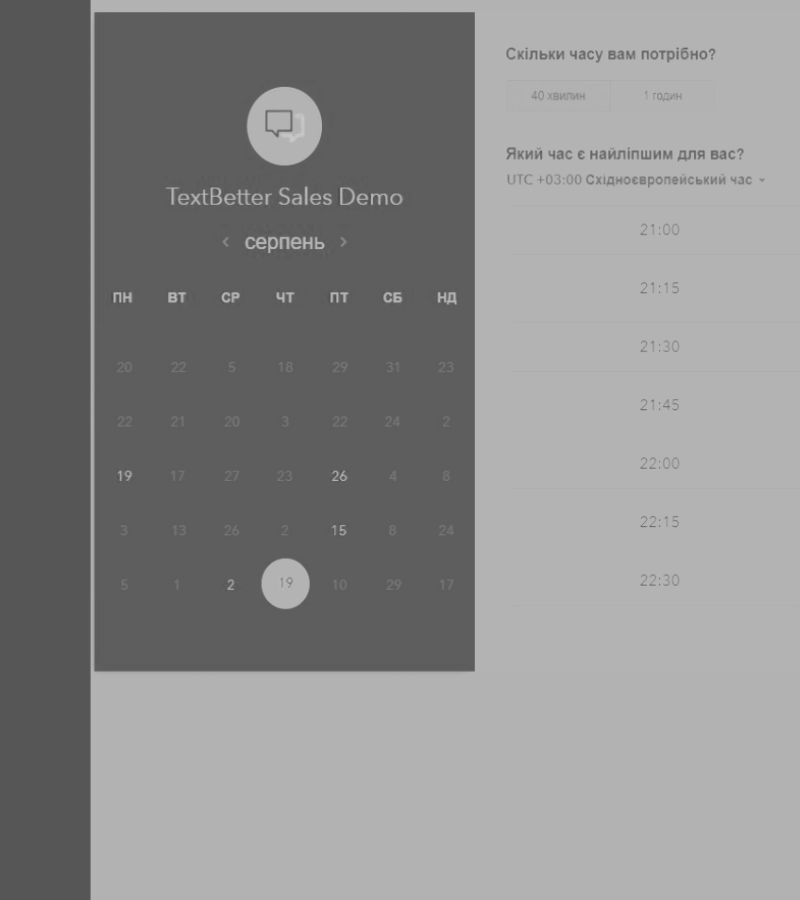 TextBetter Sales Demo
‹ серпень ›
ПН ВТ СР ЧТ ПТ СБ НД
20 22 5 18 29 31 23
22 21 20 3 22 24 2
19 17 27 23 26 4 8
3 13 26 2 15 8 24
5 1 2 19 10 29 17
Скільки часу вам потрібно?
40 хвилин 1 годин
Який час є найліпшим для вас?
UTC +03:00 Східноєвропейський час
21:00
21:15
21:30
21:45
22:00
22:15
22:30